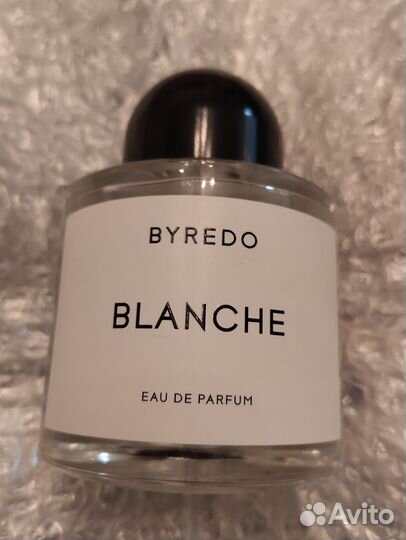 BYREDO
BLANCHE
EAU DE PARFUM
Avito